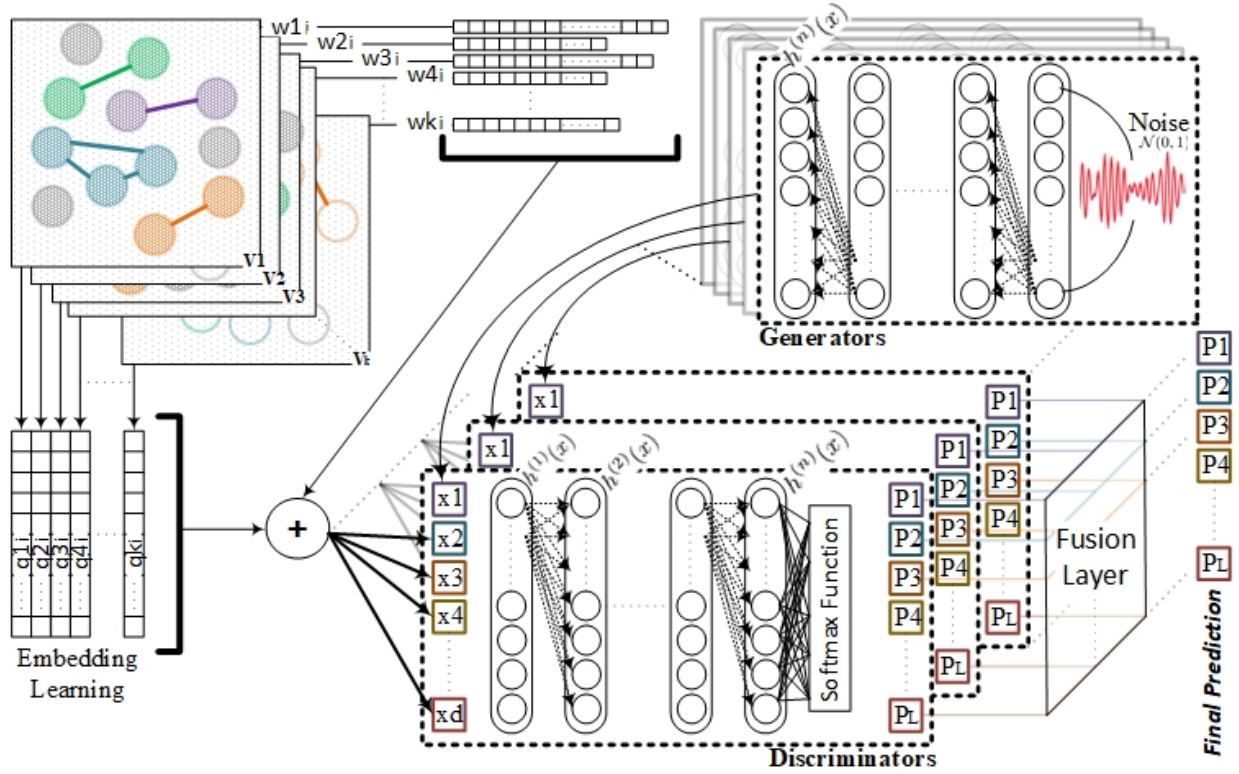 w1i
w2i
w3i
w4i
wki
V1
V2
V3
h⁽ⁿ⁾(x)
Noise
𝒩(0,1)
Generators
q1i
q2i
q3i
q4i
qki
Embedding
Learning
+
x1
x1
x1
x2
x3
x4
xd
h⁽¹⁾(x)
h⁽²⁾(x)
h⁽ⁿ⁾(x)
Softmax Function
P1
P2
P3
P4
PL
P1
P2
P3
P4
PL
P1
P2
P3
P4
PL
Discriminators
Fusion
Layer
P1
P2
P3
P4
PL
Final Prediction